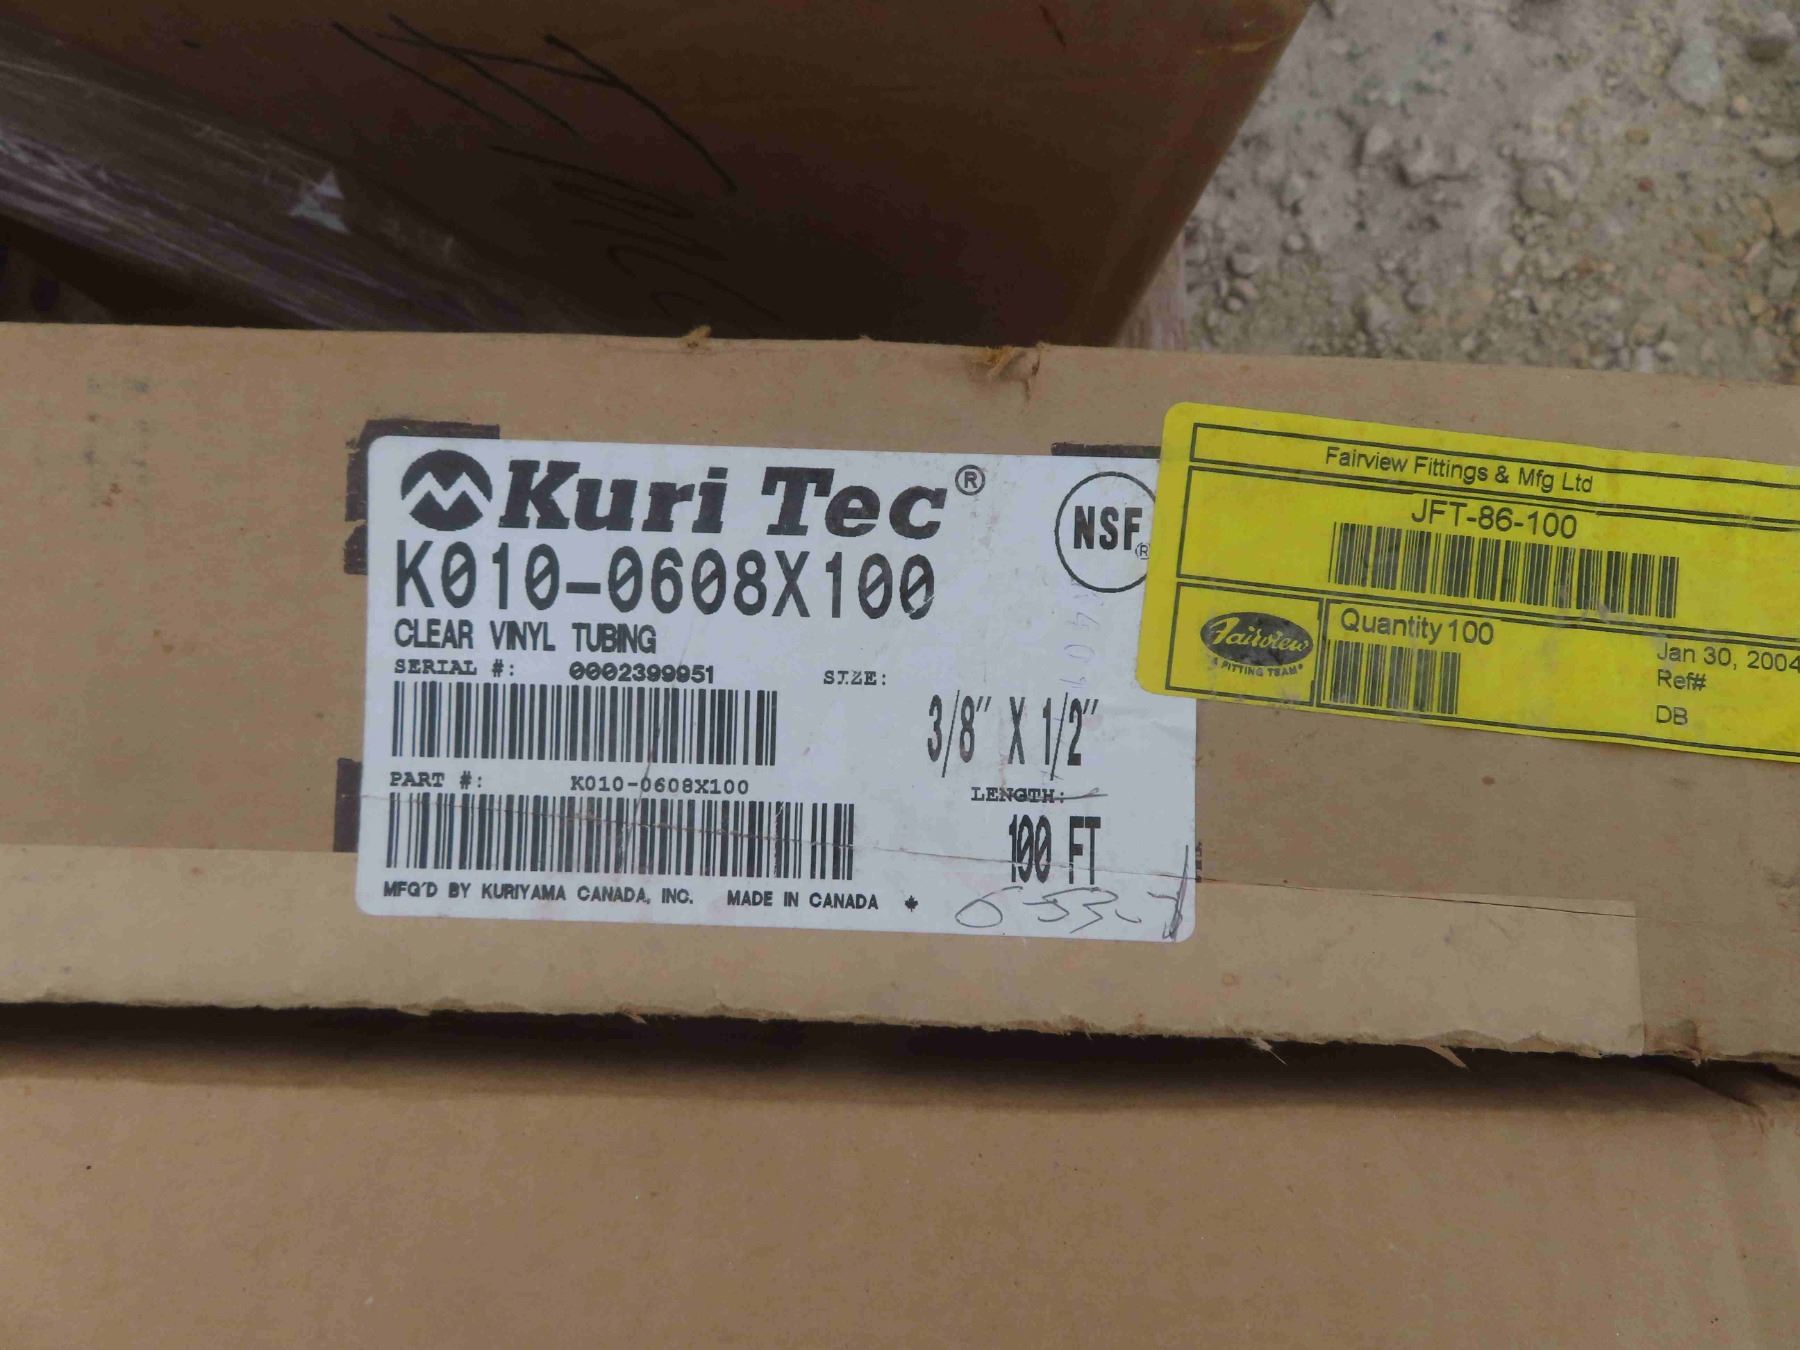 Kuri Tec®
NSF®
K010-0608X100
CLEAR VINYL TUBING
SERIAL #: 0002399951
SIZE:
3/8" X 1/2"
PART #: K010-0608X100
LENGTH:
100 FT
MFG'D BY KURIYAMA CANADA, INC. MADE IN CANADA
Fairview Fittings & Mfg Ltd
JFT-86-100
Fairview
A FITTING TEAM®
Quantity 100
Jan 30, 2004
Ref#
DB